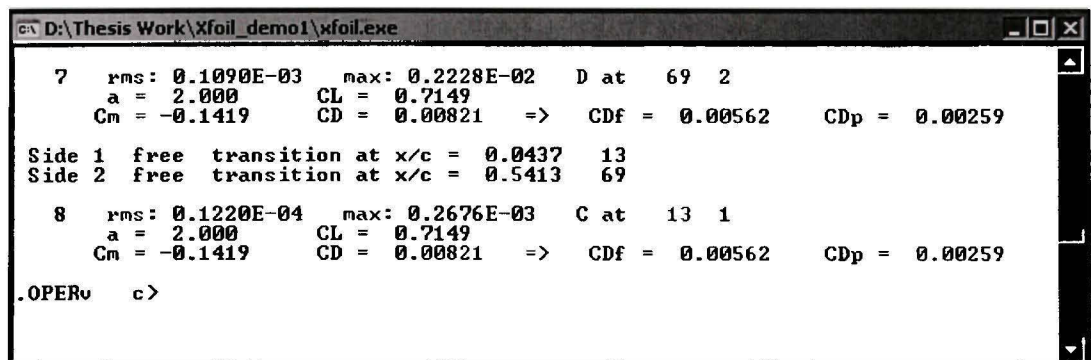 D:\Thesis Work\Xfoil_demo1\xfoil.exe
7 rms: 0.1090E-03 max: 0.2228E-02 D at 69 2
a = 2.000 CL = 0.7149
Cm = -0.1419 CD = 0.00821 => CDf = 0.00562 CDp = 0.00259
Side 1 free transition at x/c = 0.0437 13
Side 2 free transition at x/c = 0.5413 69
8 rms: 0.1220E-04 max: 0.2676E-03 C at 13 1
a = 2.000 CL = 0.7149
Cm = -0.1419 CD = 0.00821 => CDf = 0.00562 CDp = 0.00259
.OPERv c>